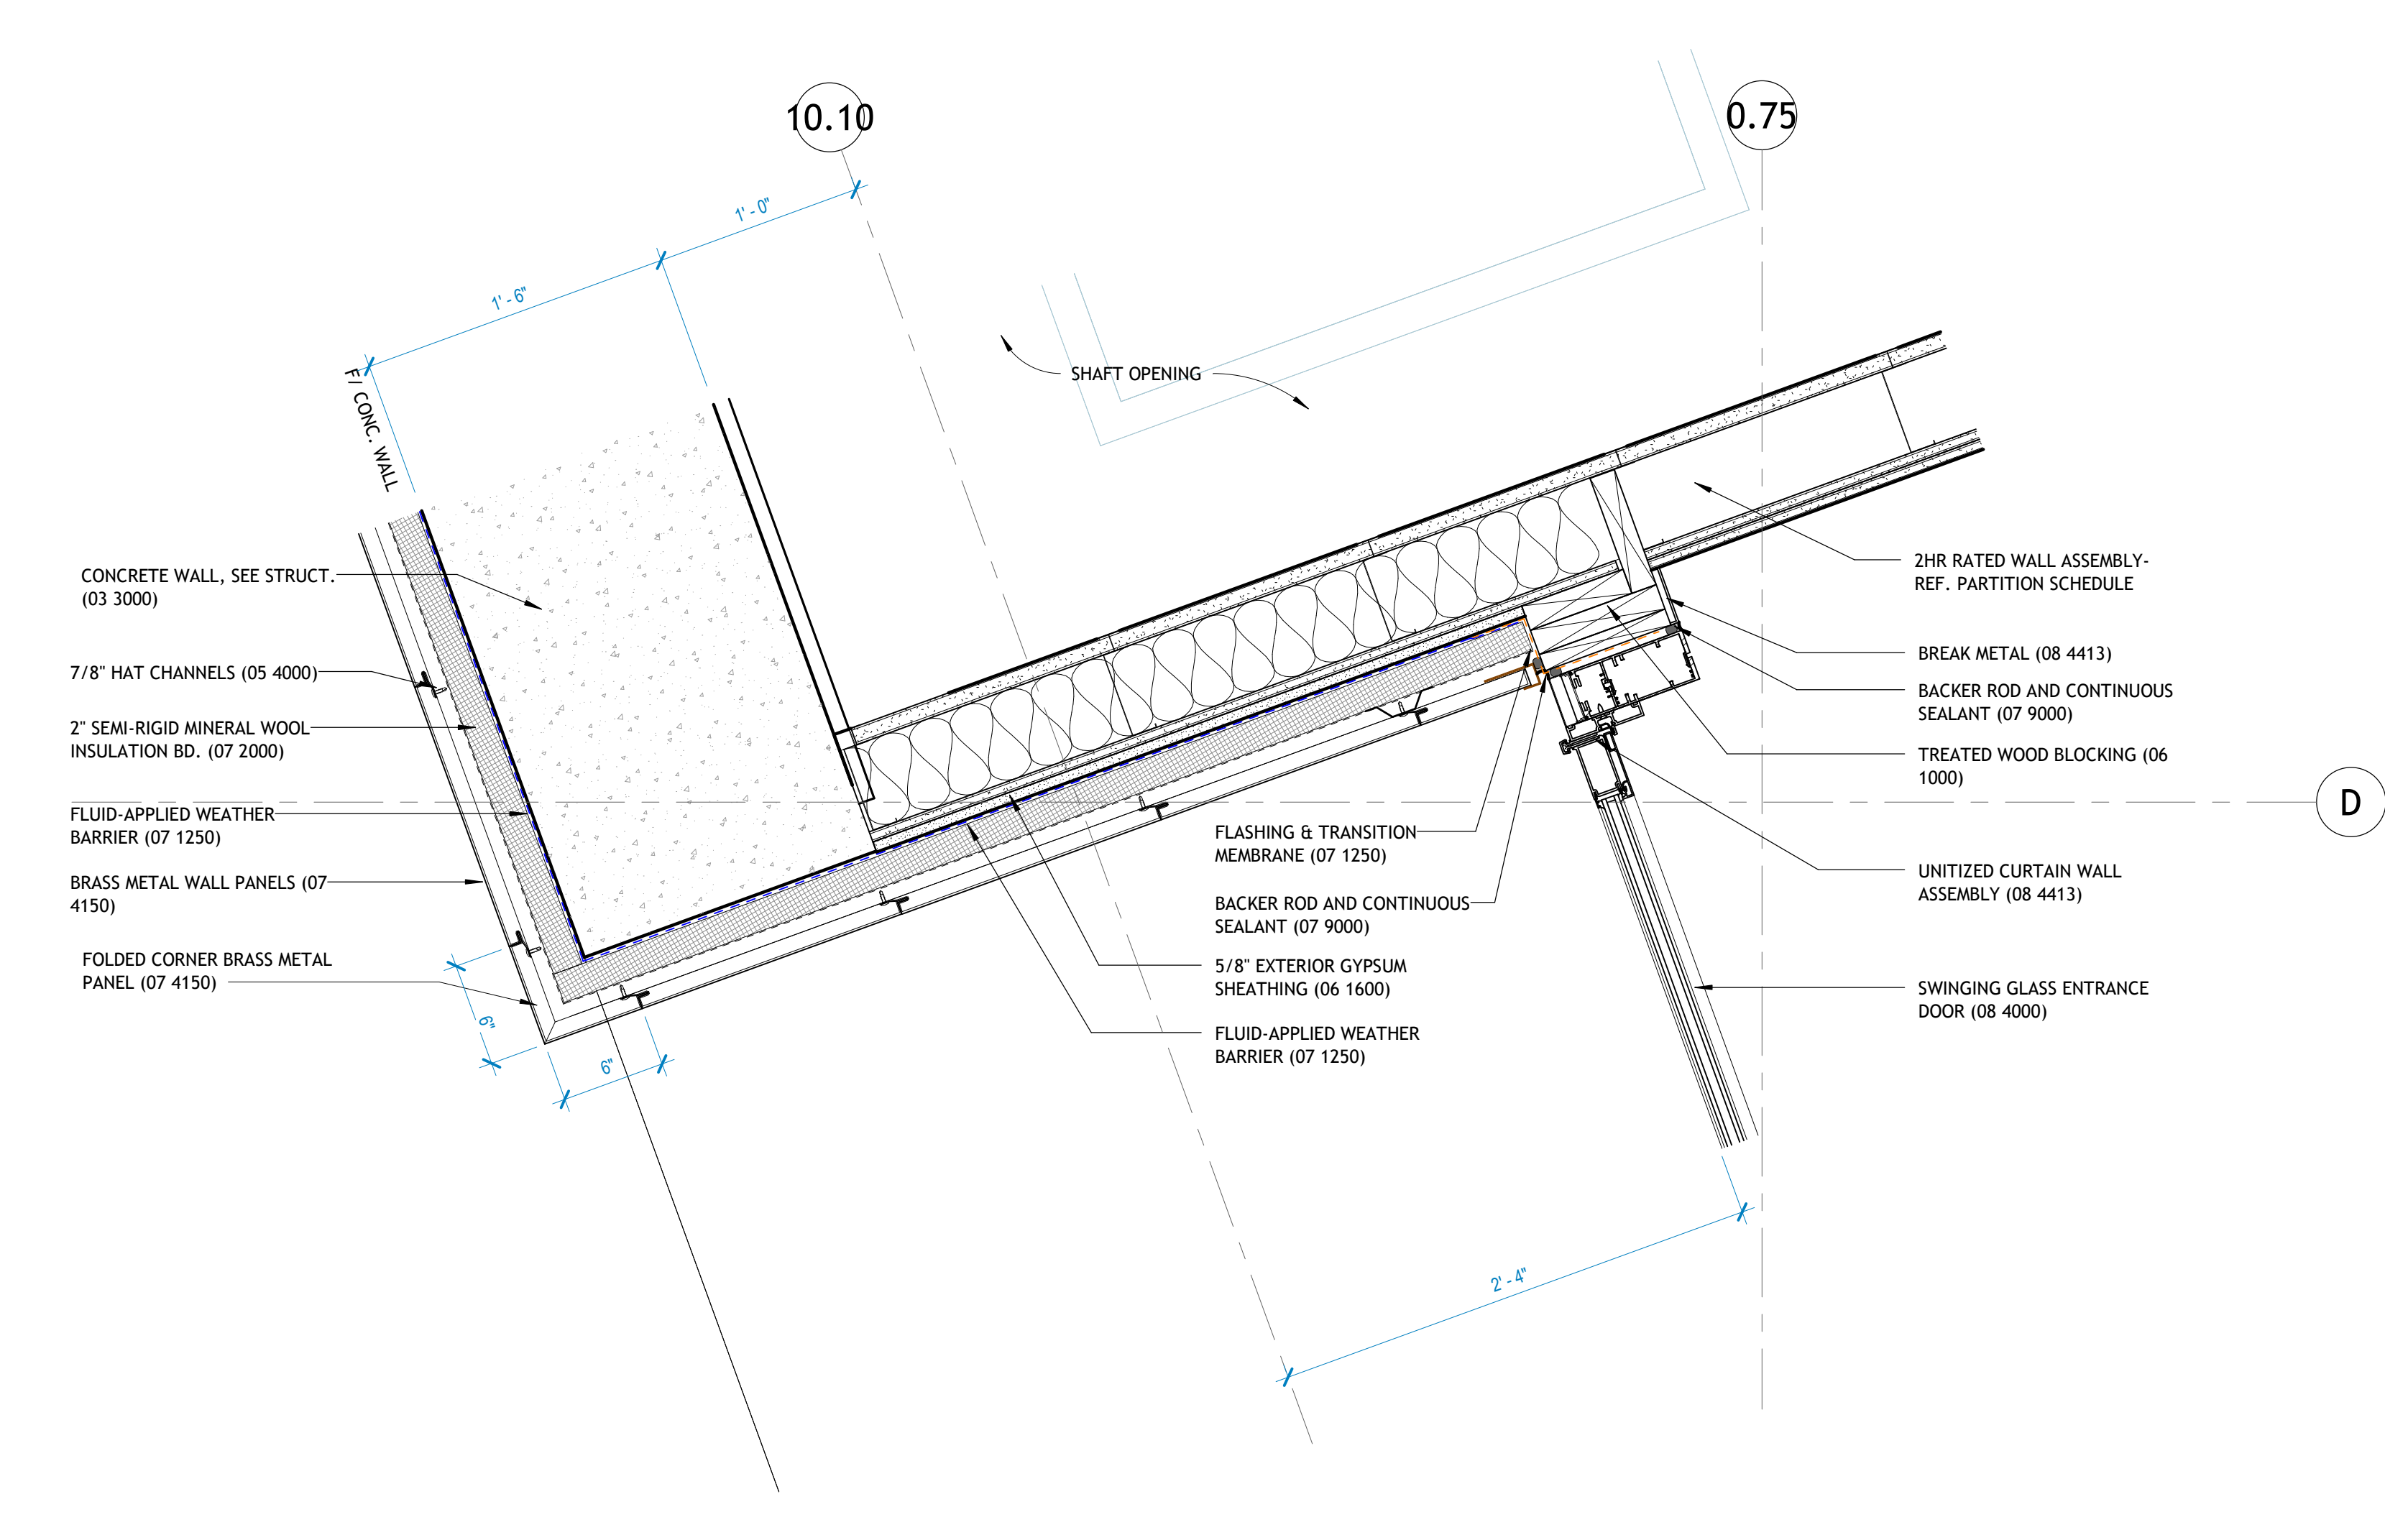 10.10
0.75
1' - 0"
1' - 6"
F/ CONC. WALL
SHAFT OPENING
CONCRETE WALL, SEE STRUCT.
(03 3000)
7/8" HAT CHANNELS (05 4000)
2" SEMI-RIGID MINERAL WOOL
INSULATION BD. (07 2000)
FLUID-APPLIED WEATHER
BARRIER (07 1250)
BRASS METAL WALL PANELS (07
4150)
FOLDED CORNER BRASS METAL
PANEL (07 4150)
6"
6"
FLASHING & TRANSITION
MEMBRANE (07 1250)
BACKER ROD AND CONTINUOUS
SEALANT (07 9000)
5/8" EXTERIOR GYPSUM
SHEATHING (06 1600)
FLUID-APPLIED WEATHER
BARRIER (07 1250)
2HR RATED WALL ASSEMBLY-
REF. PARTITION SCHEDULE
BREAK METAL (08 4413)
BACKER ROD AND CONTINUOUS
SEALANT (07 9000)
TREATED WOOD BLOCKING (06
1000)
D
UNITIZED CURTAIN WALL
ASSEMBLY (08 4413)
SWINGING GLASS ENTRANCE
DOOR (08 4000)
2' - 4"